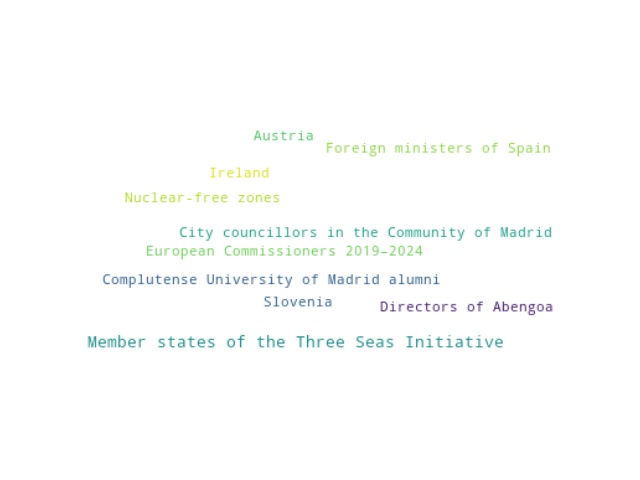 Austria
Foreign ministers of Spain
Ireland
Nuclear-free zones
City councillors in the Community of Madrid
European Commissioners 2019–2024
Complutense University of Madrid alumni
Slovenia
Directors of Abengoa
Member states of the Three Seas Initiative